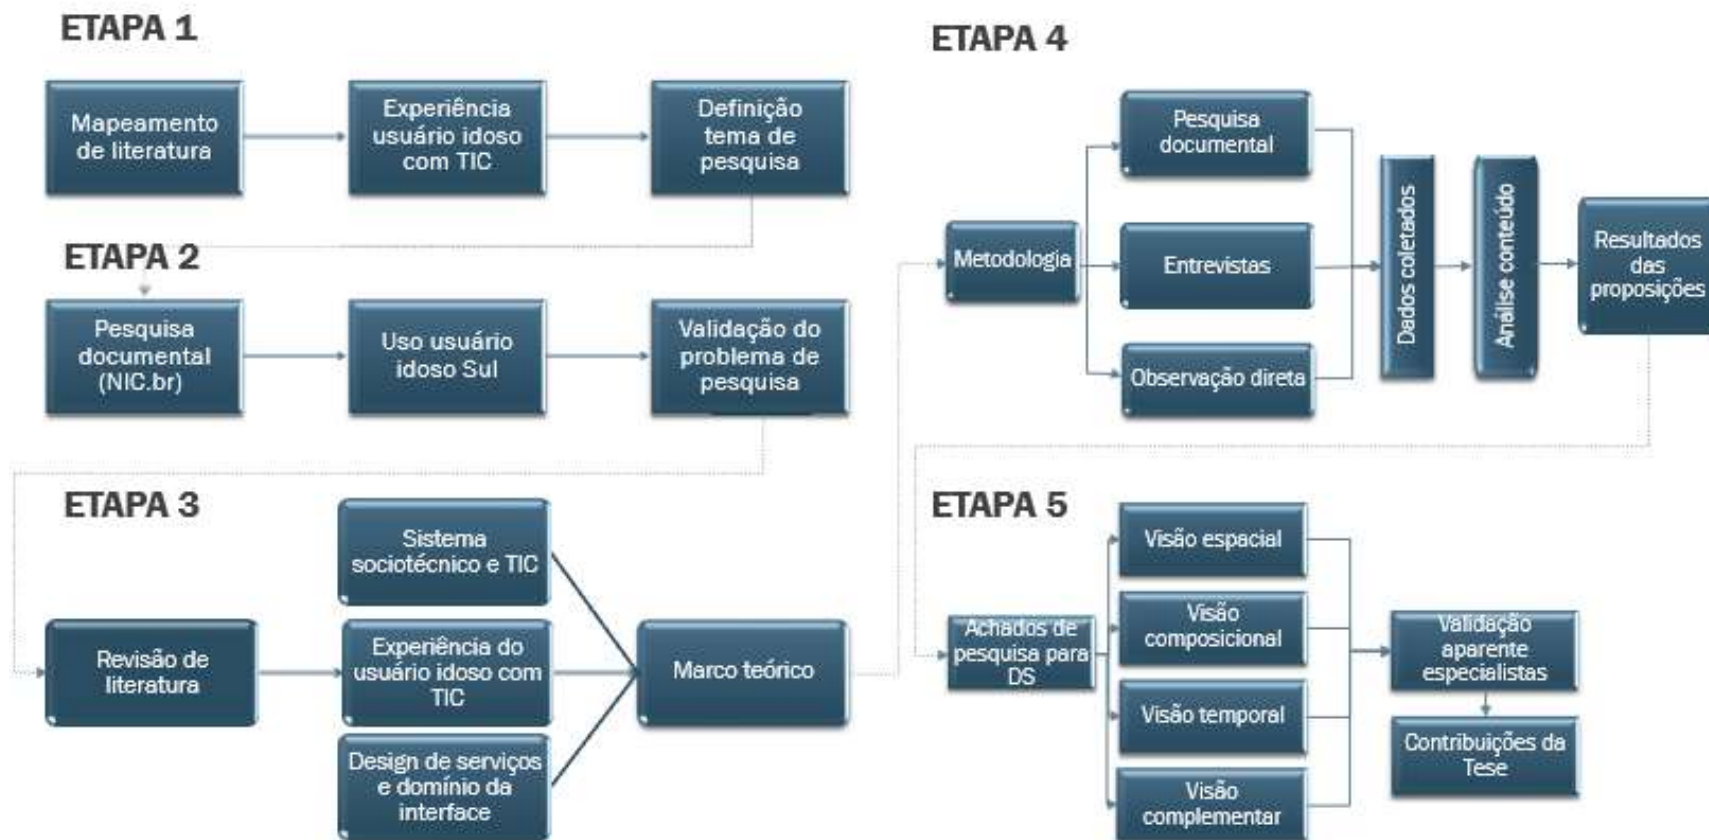 ETAPA 1
Mapeamento
de literatura
Experiência
usuário idoso
com TIC
Definição
tema de
pesquisa
ETAPA 2
Pesquisa
documental
(NIC.br)
Uso usuário
idoso Sul
Validação do
problema de
pesquisa
ETAPA 3
Revisão de
literatura
Sistema
sociotécnico e TIC
Experiência do
usuário idoso com
TIC
Design de serviços
e domínio da
interface
Marco teórico
ETAPA 4
Metodologia
Pesquisa
documental
Entrevistas
Observação direta
Dados coletados
Análise conteúdo
Resultados
das
proposições
ETAPA 5
Achados de
pesquisa para
DS
Visão espacial
Visão
composicional
Visão temporal
Visão
complementar
Validação
aparente
especialistas
Contribuições da
Tese